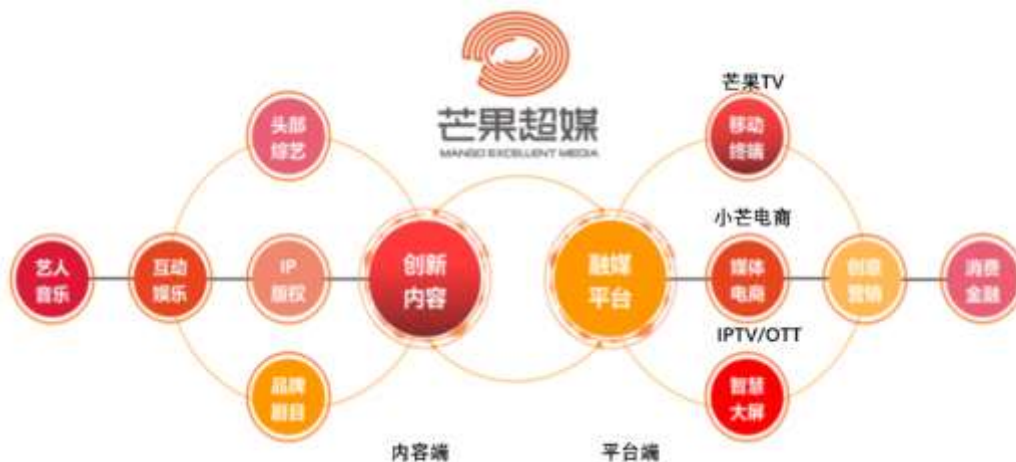 芒果超媒
MANGO EXCELLENT MEDIA
芒果TV
头部
综艺
移动
终端
小芒电商
艺人
音乐
互动
娱乐
IP
版权
创新
内容
融媒
平台
媒体
电商
创意
营销
消费
金融
IPTV/OTT
品牌
剧目
智慧
大屏
内容端
平台端